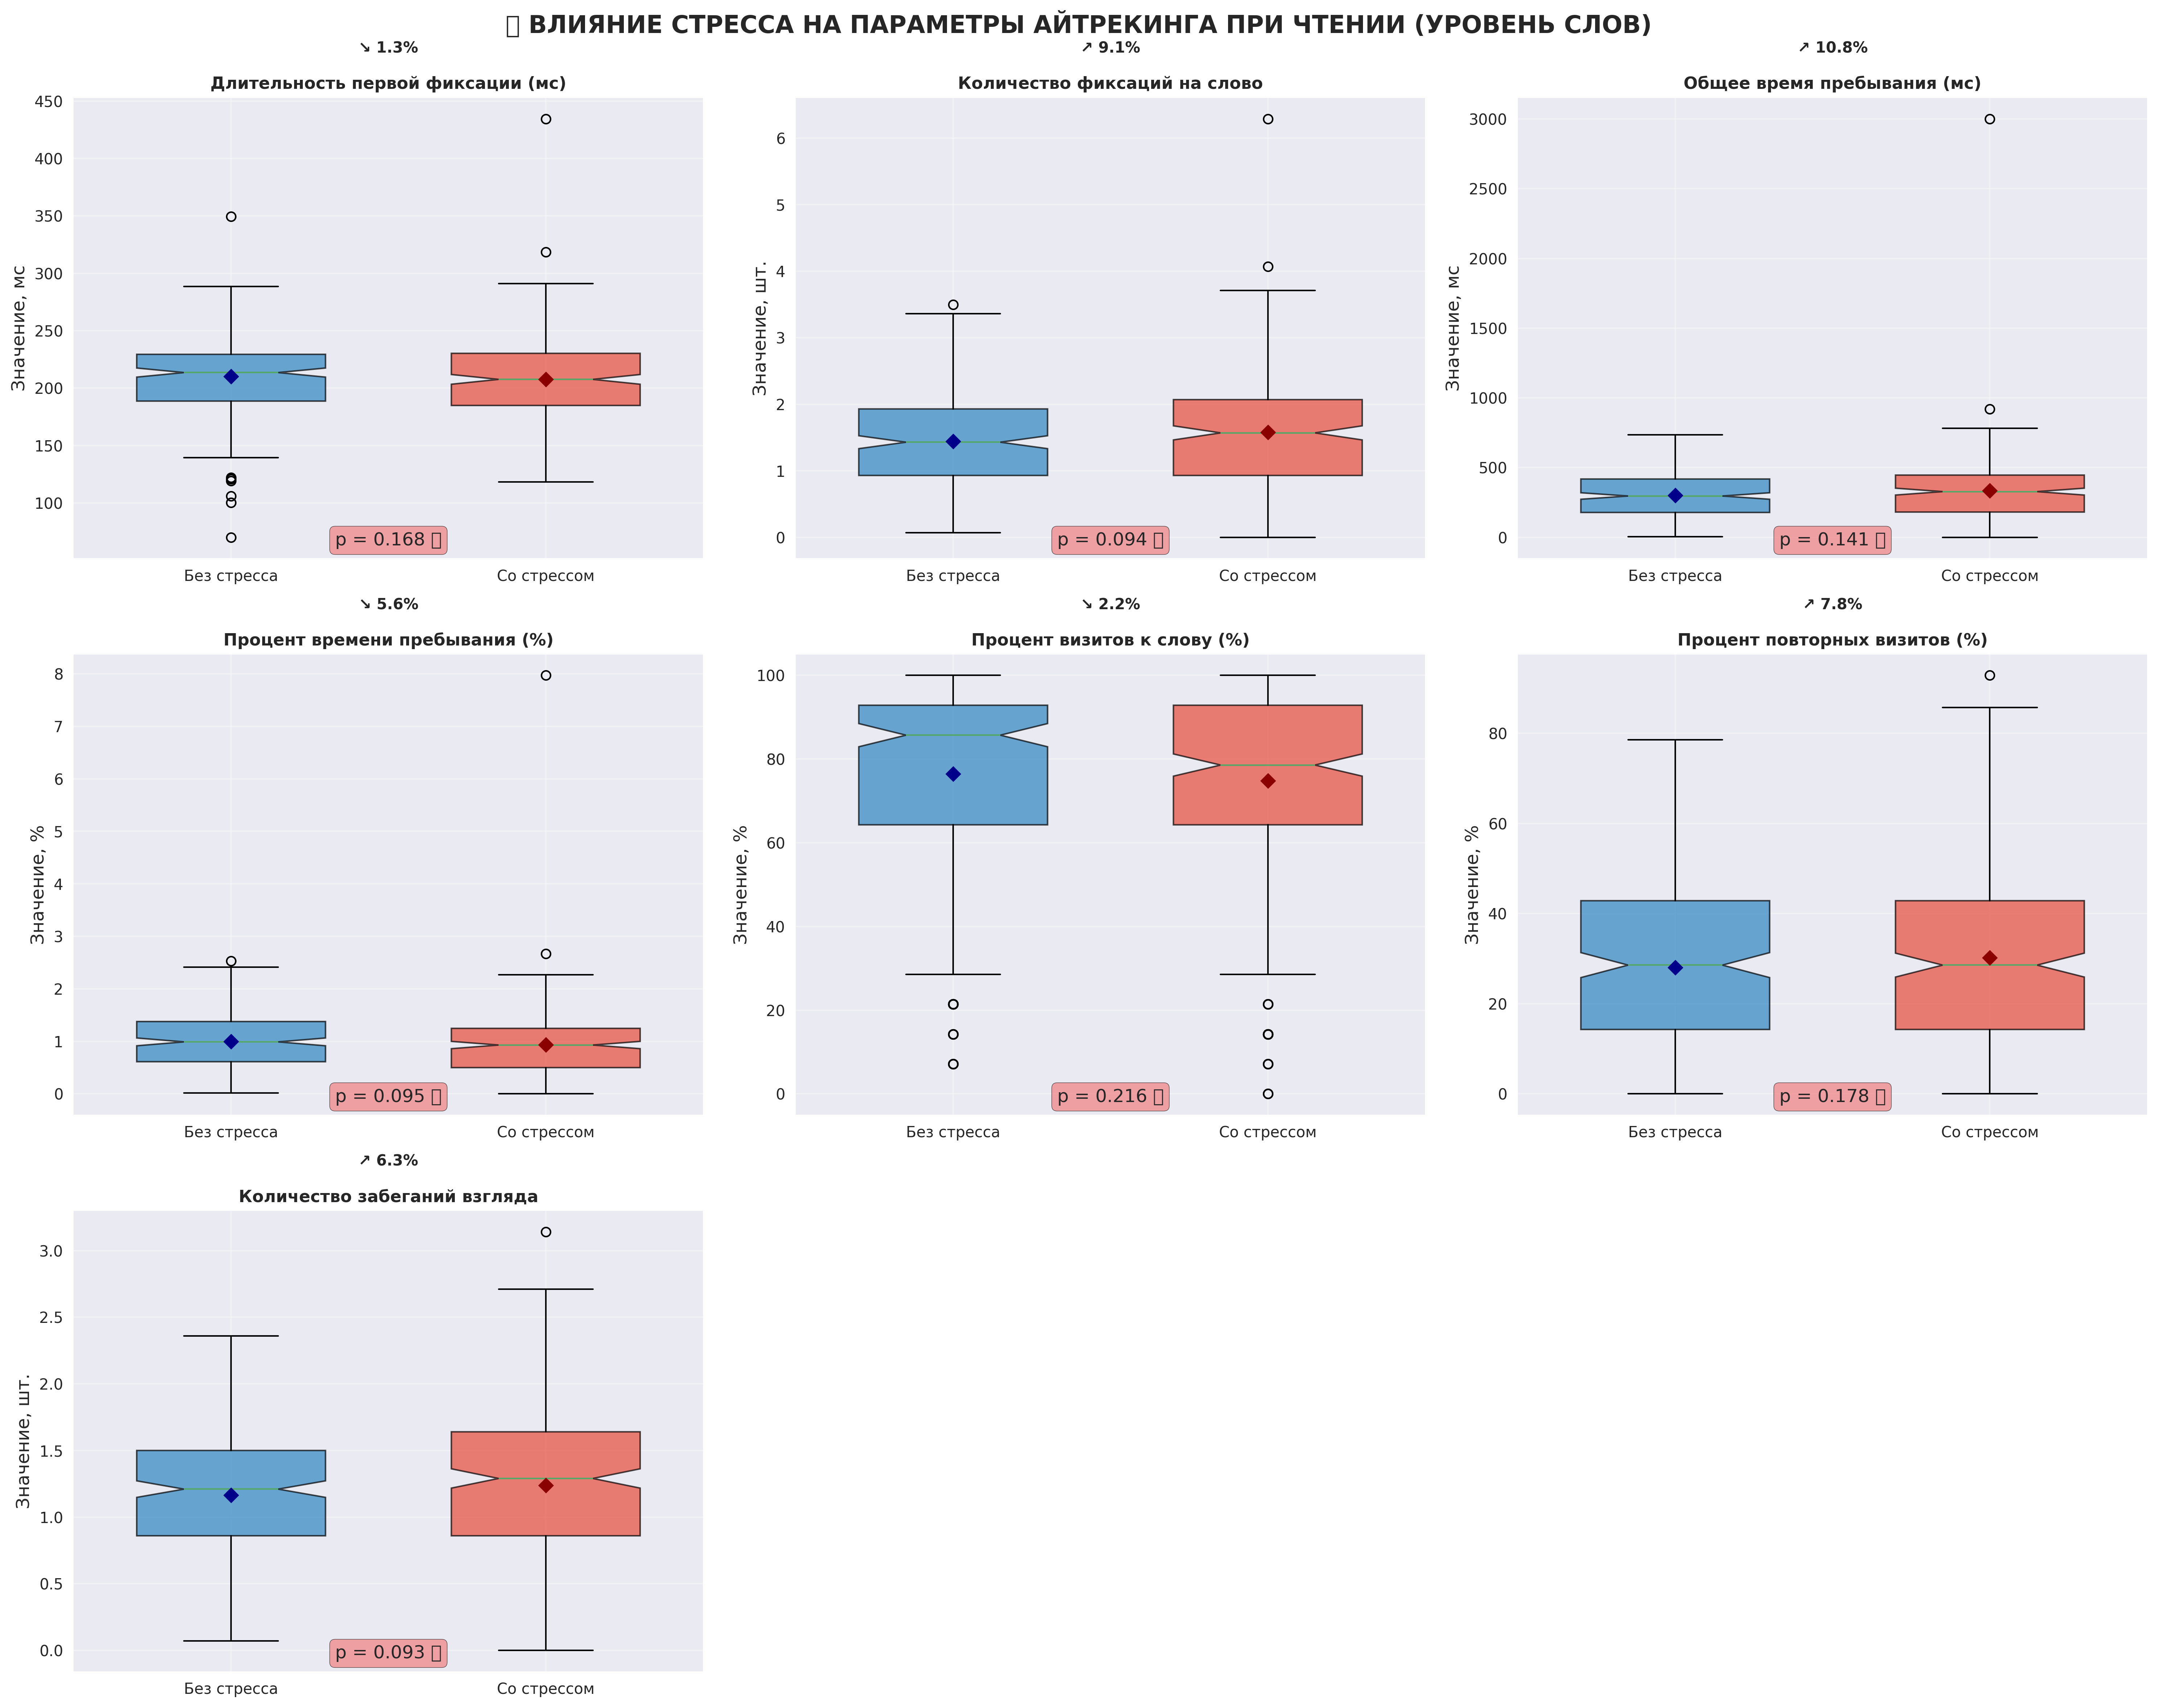 ▯ ВЛИЯНИЕ СТРЕССА НА ПАРАМЕТРЫ АЙТРЕКИНГА ПРИ ЧТЕНИИ (УРОВЕНЬ СЛОВ)
↘ 1.3%
Длительность первой фиксации (мс)
Значение, мс
450
400
350
300
250
200
150
100
p = 0.168 ▯
Без стресса
Со стрессом
↗ 9.1%
Количество фиксаций на слово
Значение, шт.
6
5
4
3
2
1
0
p = 0.094 ▯
Без стресса
Со стрессом
↗ 10.8%
Общее время пребывания (мс)
Значение, мс
3000
2500
2000
1500
1000
500
0
p = 0.141 ▯
Без стресса
Со стрессом
↘ 5.6%
Процент времени пребывания (%)
Значение, %
8
7
6
5
4
3
2
1
0
p = 0.095 ▯
Без стресса
Со стрессом
↘ 2.2%
Процент визитов к слову (%)
Значение, %
100
80
60
40
20
0
p = 0.216 ▯
Без стресса
Со стрессом
↗ 7.8%
Процент повторных визитов (%)
Значение, %
80
60
40
20
0
p = 0.178 ▯
Без стресса
Со стрессом
↗ 6.3%
Количество забеганий взгляда
Значение, шт.
3.0
2.5
2.0
1.5
1.0
0.5
0.0
p = 0.093 ▯
Без стресса
Со стрессом